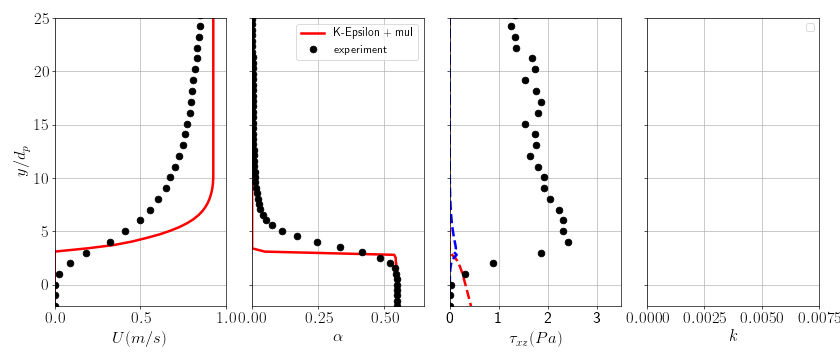 25
20
15
10
5
0
y/d_p
0.0 0.5 1.0
U(m/s)
K-Epsilon + mul
experiment
0.00 0.25 0.50
α
0 1 2 3
τ_xz(Pa)
0.0000 0.0025 0.0050 0.0075
k